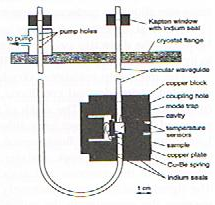 Kapton window
with indium seal
to pump
pump holes
cryostat flange
circular waveguide
copper block
coupling hole
mode trap
cavity
temperature
sensors
sample
copper plate
Cu-Be spring
indium seals
1 cm